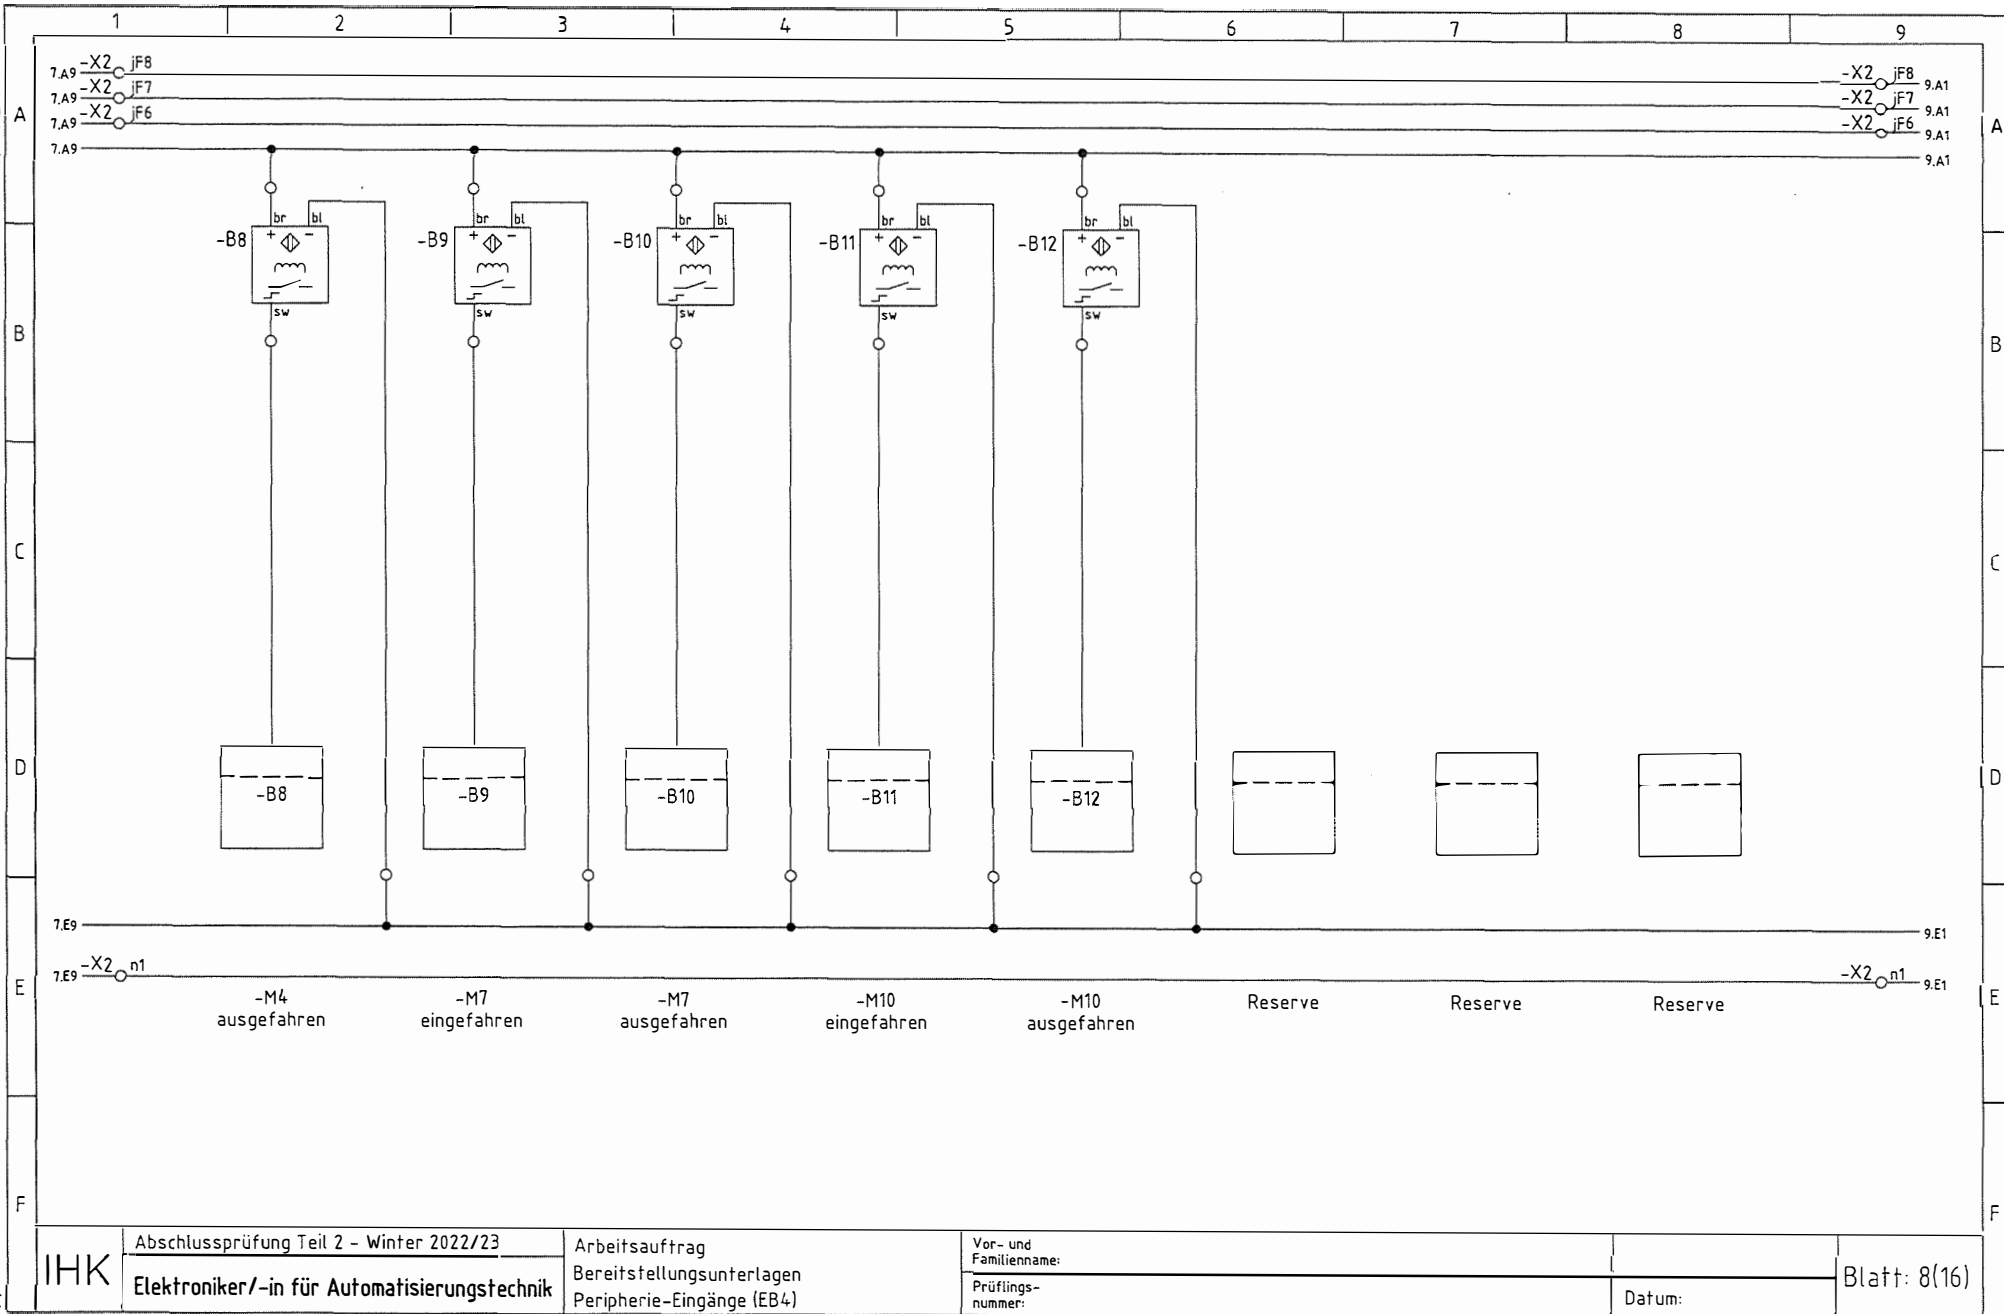 1 2 3 4 5 6 7 8 9
7.A9 -X2 jF8 -X2 jF8 9.A1
7.A9 -X2 jF7 -X2 jF7 9.A1
7.A9 -X2 jF6 -X2 jF6 9.A1
A A
7.A9 9.A1
br bl br bl br bl br bl br bl
-B8 + - -B9 + - -B10 + - -B11 + - -B12 + -
sw sw sw sw sw
B B
C C
D D
-B8 -B9 -B10 -B11 -B12
7.E9 9.E1
7.E9 -X2 n1 -X2 n1 9.E1
E E
-M4 -M7 -M7 -M10 -M10 Reserve Reserve Reserve
ausgefahren eingefahren ausgefahren eingefahren ausgefahren
F F
IHK
Abschlussprüfung Teil 2 - Winter 2022/23
Elektroniker/-in für Automatisierungstechnik
Arbeitsauftrag
Bereitstellungsunterlagen
Peripherie-Eingänge (EB4)
Vor- und
Familienname:
Prüflings-
nummer:
Datum:
Blatt: 8(16)